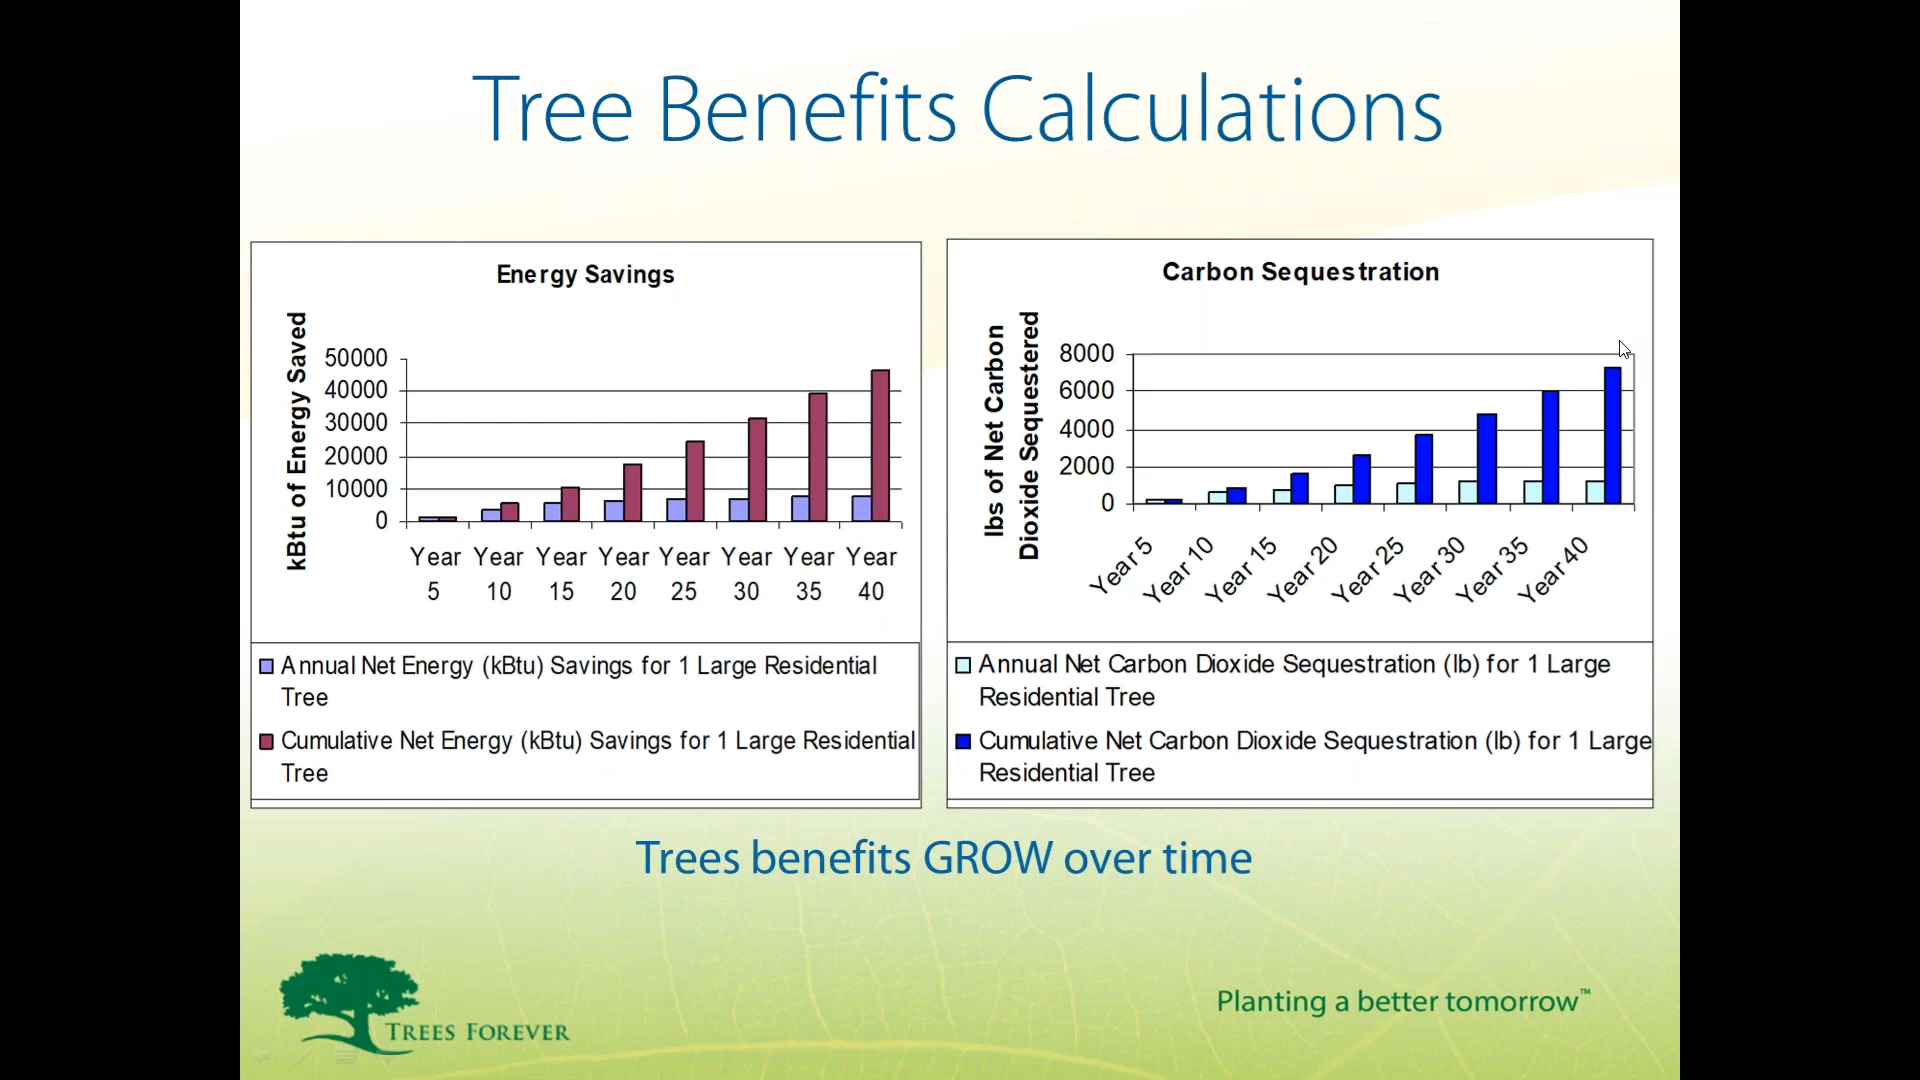 Tree Benefits Calculations
Energy Savings
kBtu of Energy Saved
50000
40000
30000
20000
10000
0
Year 5
Year 10
Year 15
Year 20
Year 25
Year 30
Year 35
Year 40
Annual Net Energy (kBtu) Savings for 1 Large Residential
Tree
Cumulative Net Energy (kBtu) Savings for 1 Large Residential
Tree
Carbon Sequestration
lbs of Net Carbon
Dioxide Sequestered
8000
6000
4000
2000
0
Year 5
Year 10
Year 15
Year 20
Year 25
Year 30
Year 35
Year 40
Annual Net Carbon Dioxide Sequestration (lb) for 1 Large
Residential Tree
Cumulative Net Carbon Dioxide Sequestration (lb) for 1 Large
Residential Tree
Trees benefits GROW over time
TREES FOREVER
Planting a better tomorrow™